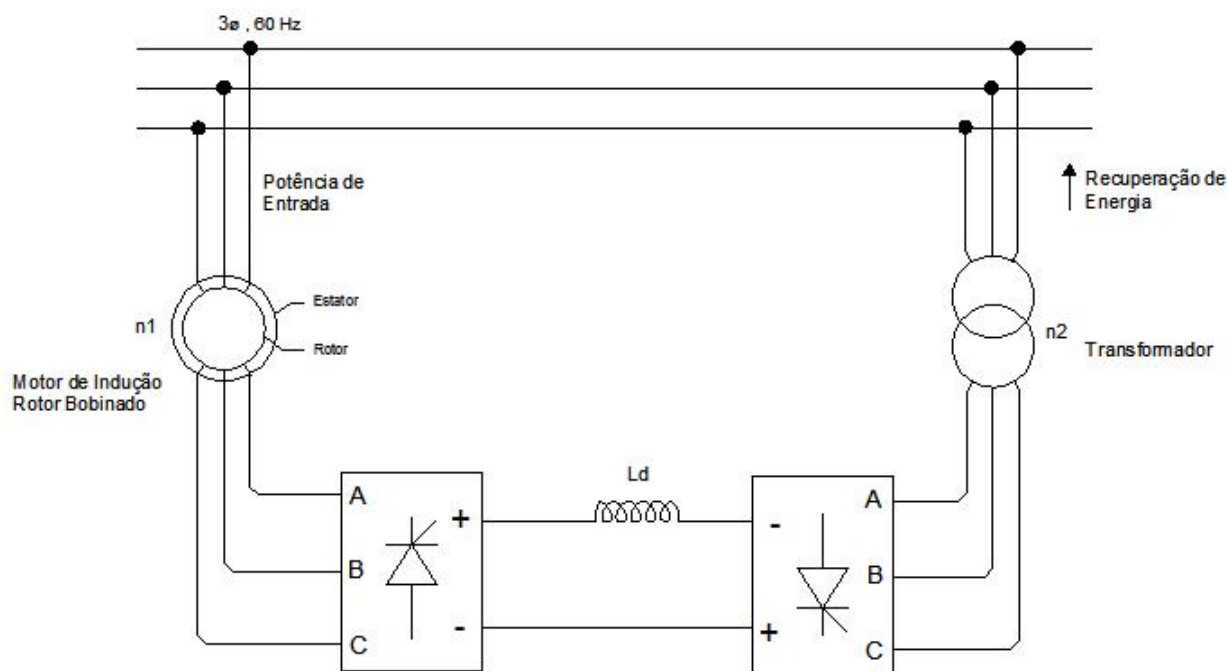 3ø , 60 Hz
Potência de
Entrada
Recuperação de
Energia
Estator
n1
Rotor
n2
Transformador
Motor de Indução
Rotor Bobinado
Ld
A
+
-
A
B
B
-
+
C
C